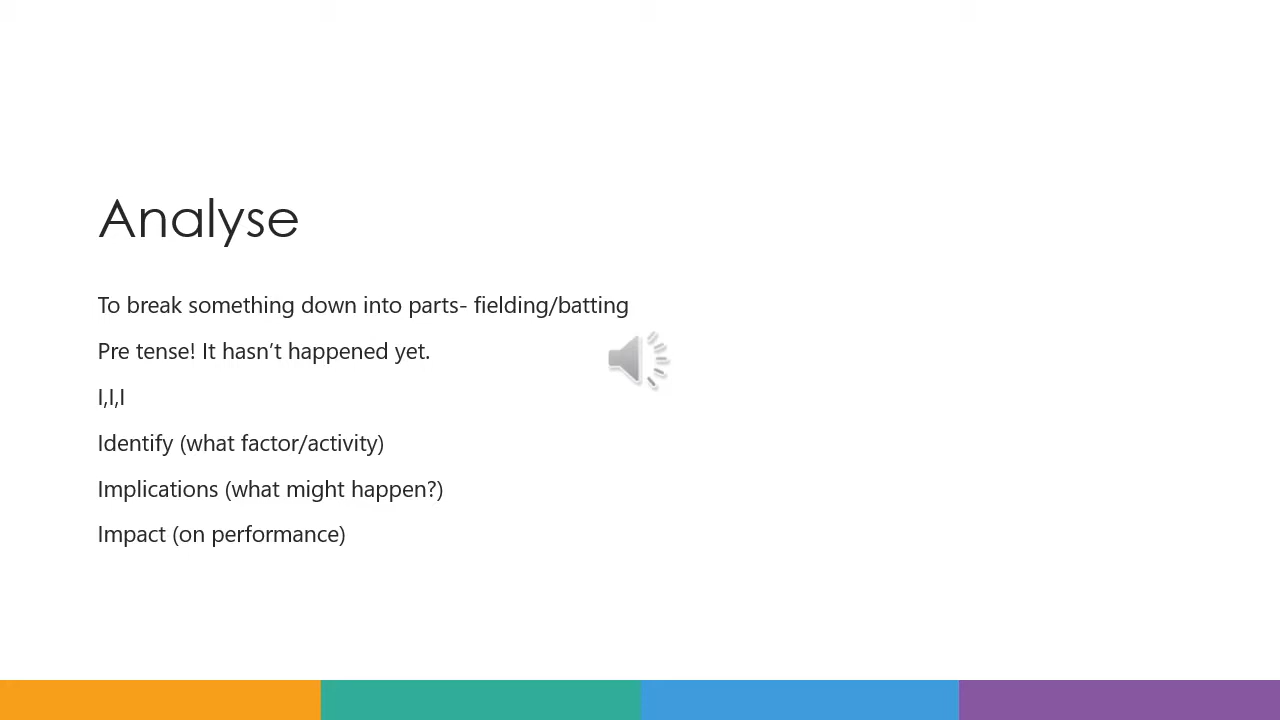 Analyse
To break something down into parts- fielding/batting
Pre tense! It hasn’t happened yet.
I,I,I
Identify (what factor/activity)
Implications (what might happen?)
Impact (on performance)